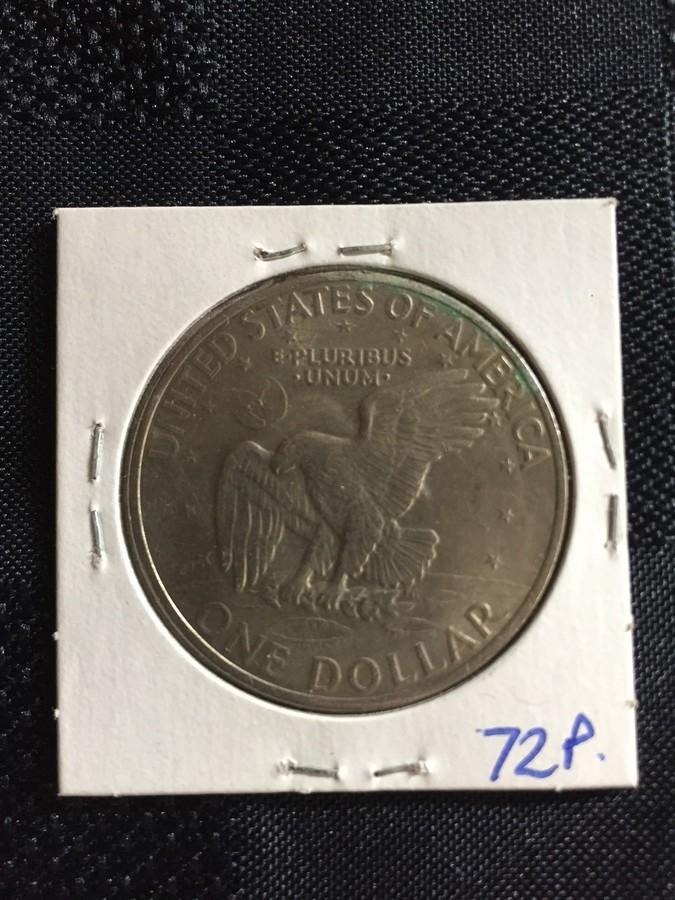 UNITED STATES OF AMERICA
E·PLURIBUS
·UNUM·
ONE DOLLAR
72P.